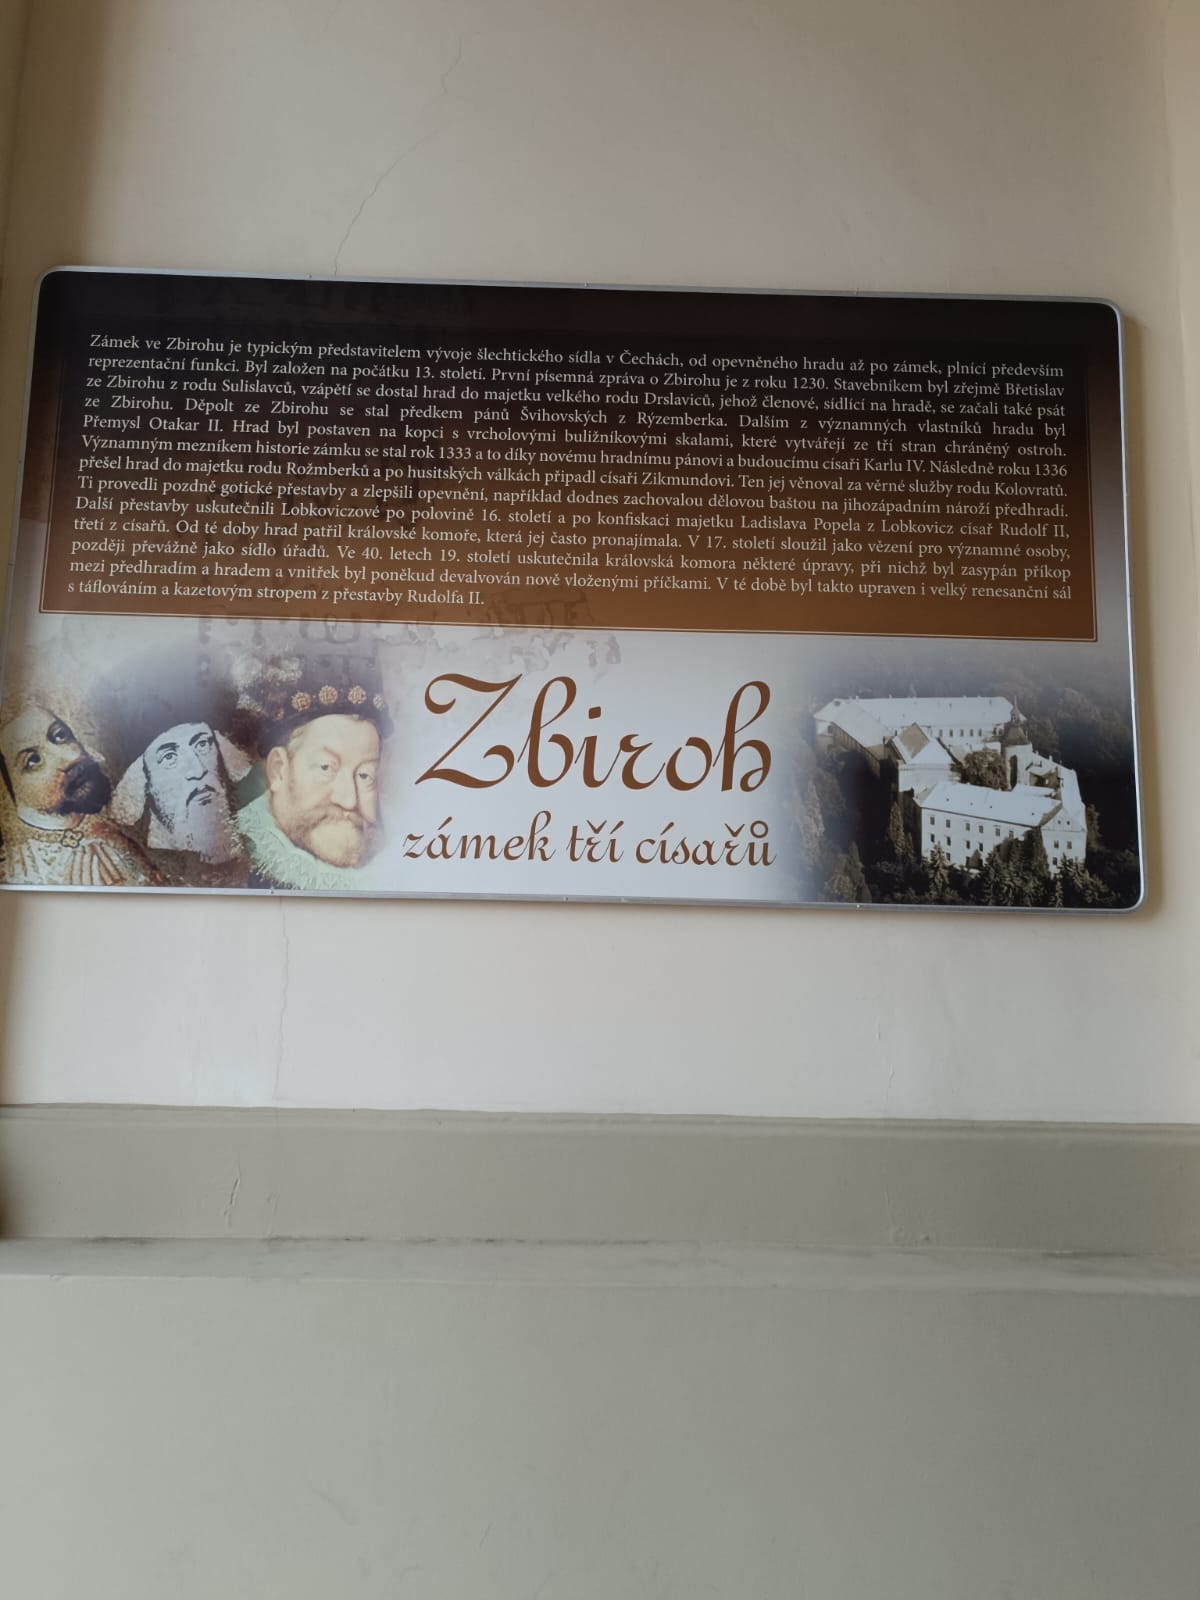 Zámek ve Zbirohu je typickým představitelem vývoje šlechtického sídla v Čechách, od opevněného hradu až po zámek, plnící především
reprezentační funkci. Byl založen na počátku 13. století. První písemná zpráva o Zbirohu je z roku 1230. Stavebníkem byl zřejmě Břetislav
ze Zbirohu z rodu Sulislavců, vzápětí se dostal hrad do majetku velkého rodu Drslaviců, jehož členové, sídlící na hradě, se začali také psát
ze Zbirohu. Děpolt ze Zbirohu se stal předkem pánů Švihovských z Rýzemberka. Dalším z významných vlastníků hradu byl
Přemysl Otakar II. Hrad byl postaven na kopci s vrcholovými buližníkovými skalami, které vytvářejí ze tří stran chráněný ostroh.
Významným mezníkem historie zámku se stal rok 1333 a to díky novému hradnímu pánovi a budoucímu císaři Karlu IV. Následně roku 1336
přešel hrad do majetku rodu Rožmberků a po husitských válkách připadl císaři Zikmundovi. Ten jej věnoval za věrné služby rodu Kolovratů.
Ti provedli pozdně gotické přestavby a zlepšili opevnění, například dodnes zachovalou dělovou baštou na jihozápadním nároží předhradí.
Další přestavby uskutečnili Lobkoviczové po polovině 16. století a po konfiskaci majetku Ladislava Popela z Lobkovicz císař Rudolf II,
třetí z císařů. Od té doby hrad patřil královské komoře, která jej často pronajímala. V 17. století sloužil jako vězení pro významné osoby,
později převážně jako sídlo úřadů. Ve 40. letech 19. století uskutečnila královská komora některé úpravy, při nichž byl zasypán příkop
mezi předhradím a hradem a vnitřek byl poněkud devalvován nově vloženými příčkami. V té době byl takto upraven i velký renesanční sál
s táflováním a kazetovým stropem z přestavby Rudolfa II.
Zbiroh
zámek tří císařů